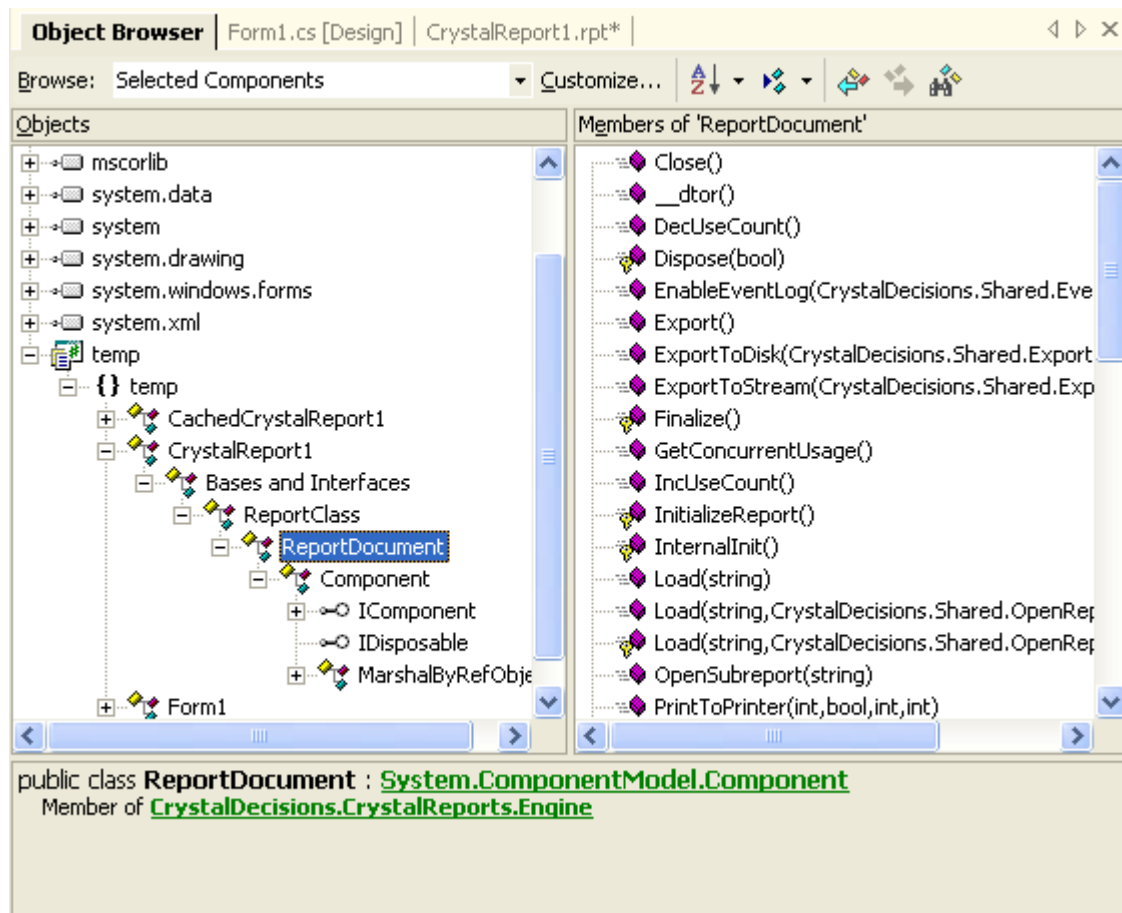 Object Browser Form1.cs [Design] CrystalReport1.rpt*
Browse: Selected Components Customize...
Objects
mscorlib
system.data
system
system.drawing
system.windows.forms
system.xml
temp
{} temp
CachedCrystalReport1
CrystalReport1
Bases and Interfaces
ReportClass
ReportDocument
Component
IComponent
IDisposable
MarshalByRefObje
Form1
Members of 'ReportDocument'
Close()
__dtor()
DecUseCount()
Dispose(bool)
EnableEventLog(CrystalDecisions.Shared.Eve
Export()
ExportToDisk(CrystalDecisions.Shared.Export
ExportToStream(CrystalDecisions.Shared.Exp
Finalize()
GetConcurrentUsage()
IncUseCount()
InitializeReport()
InternalInit()
Load(string)
Load(string,CrystalDecisions.Shared.OpenRep
Load(string,CrystalDecisions.Shared.OpenRep
OpenSubreport(string)
PrintToPrinter(int,bool,int,int)
public class ReportDocument : System.ComponentModel.Component
Member of CrystalDecisions.CrystalReports.Engine